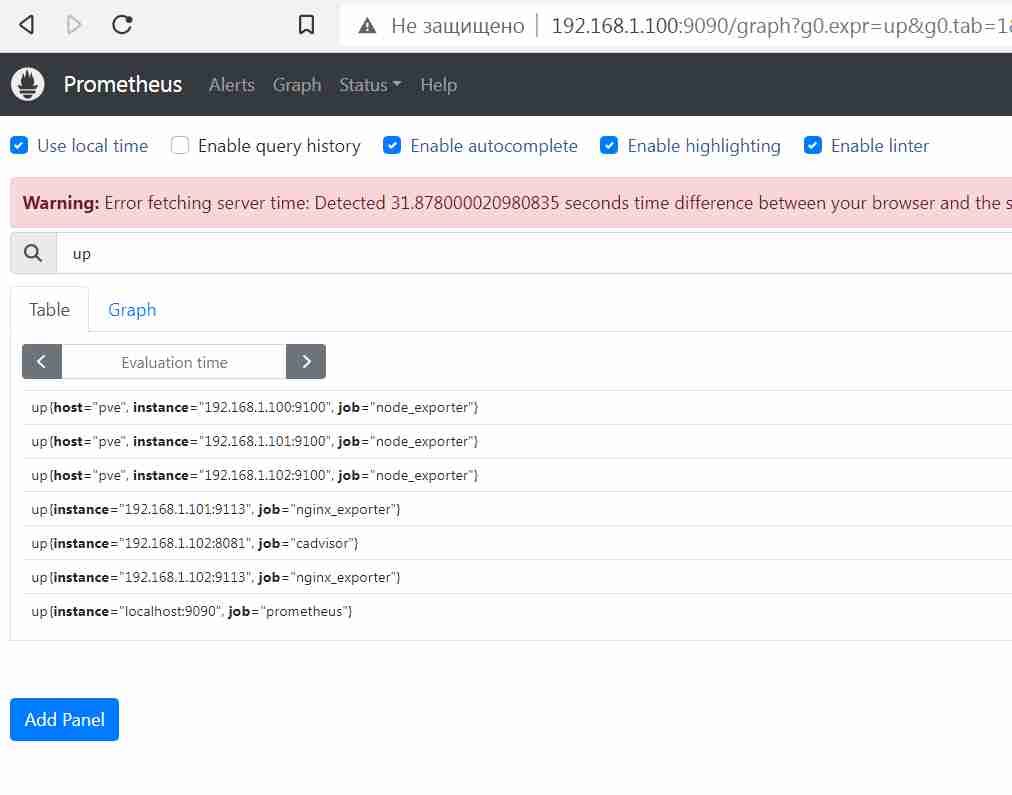 Не защищено 192.168.1.100:9090/graph?g0.expr=up&g0.tab=1&
Prometheus Alerts Graph Status Help
Use local time Enable query history Enable autocomplete Enable highlighting Enable linter
Warning: Error fetching server time: Detected 31.878000020980835 seconds time difference between your browser and the s
up
Table Graph
Evaluation time
up{host="pve", instance="192.168.1.100:9100", job="node_exporter"}
up{host="pve", instance="192.168.1.101:9100", job="node_exporter"}
up{host="pve", instance="192.168.1.102:9100", job="node_exporter"}
up{instance="192.168.1.101:9113", job="nginx_exporter"}
up{instance="192.168.1.102:8081", job="cadvisor"}
up{instance="192.168.1.102:9113", job="nginx_exporter"}
up{instance="localhost:9090", job="prometheus"}
Add Panel